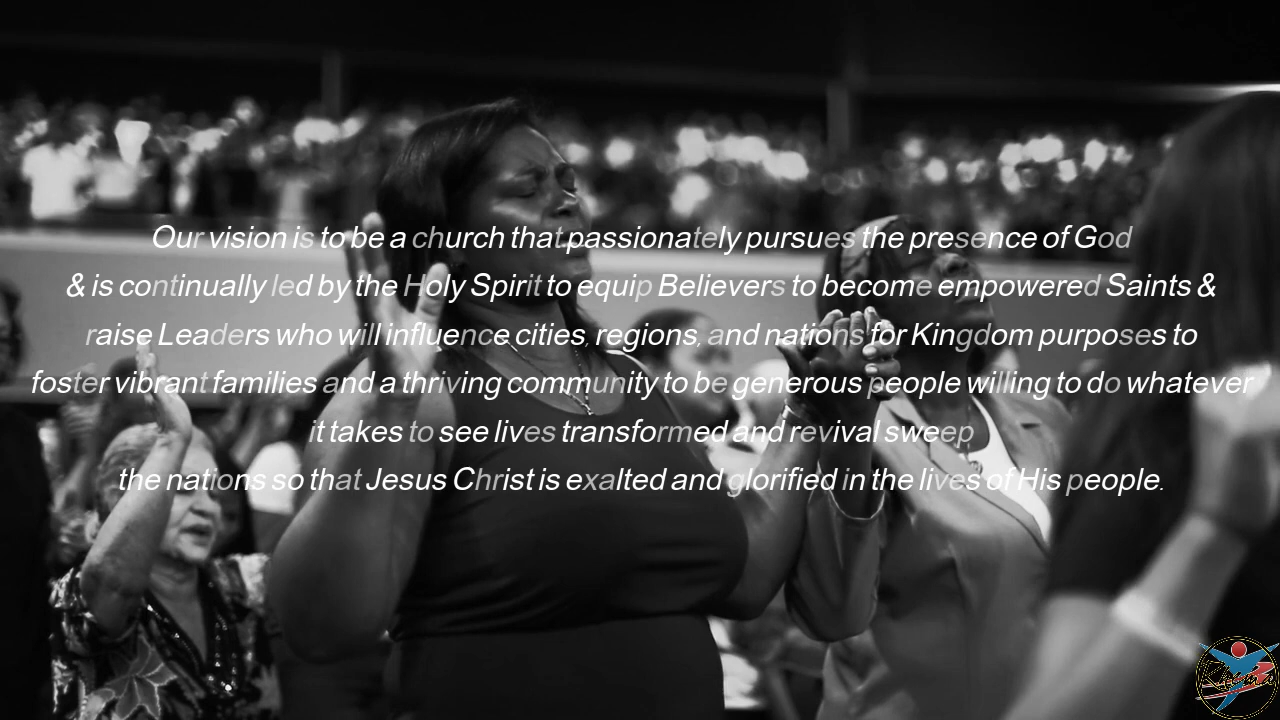 Our vision is to be a church that passionately pursues the presence of God
& is continually led by the Holy Spirit to equip Believers to become empowered Saints &
raise Leaders who will influence cities, regions, and nations for Kingdom purposes to
foster vibrant families and a thriving community to be generous people willing to do whatever
it takes to see lives transformed and revival sweep
the nations so that Jesus Christ is exalted and glorified in the lives of His people.